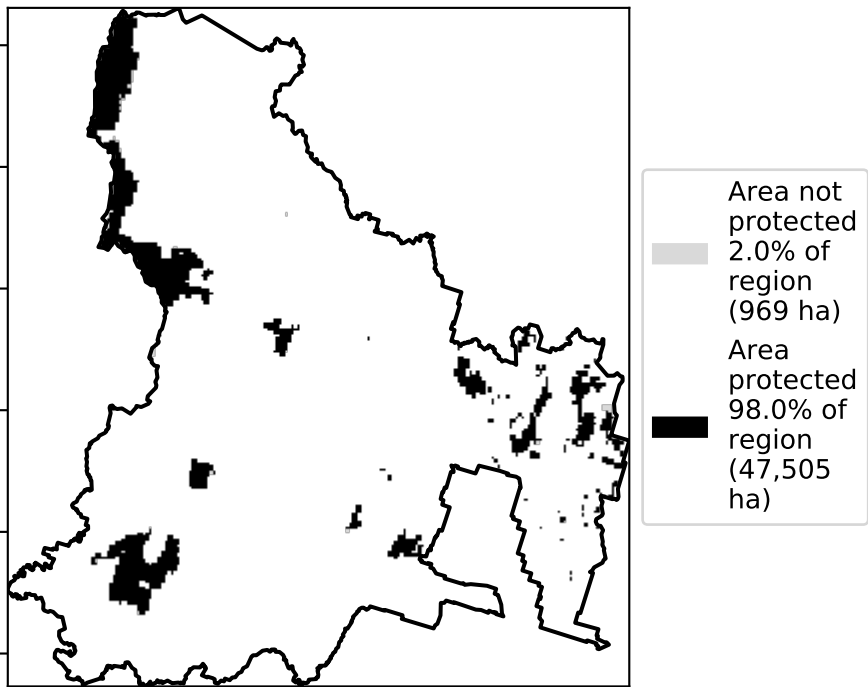 Area not
protected
2.0% of
region
(969 ha)
Area
protected
98.0% of
region
(47,505
ha)